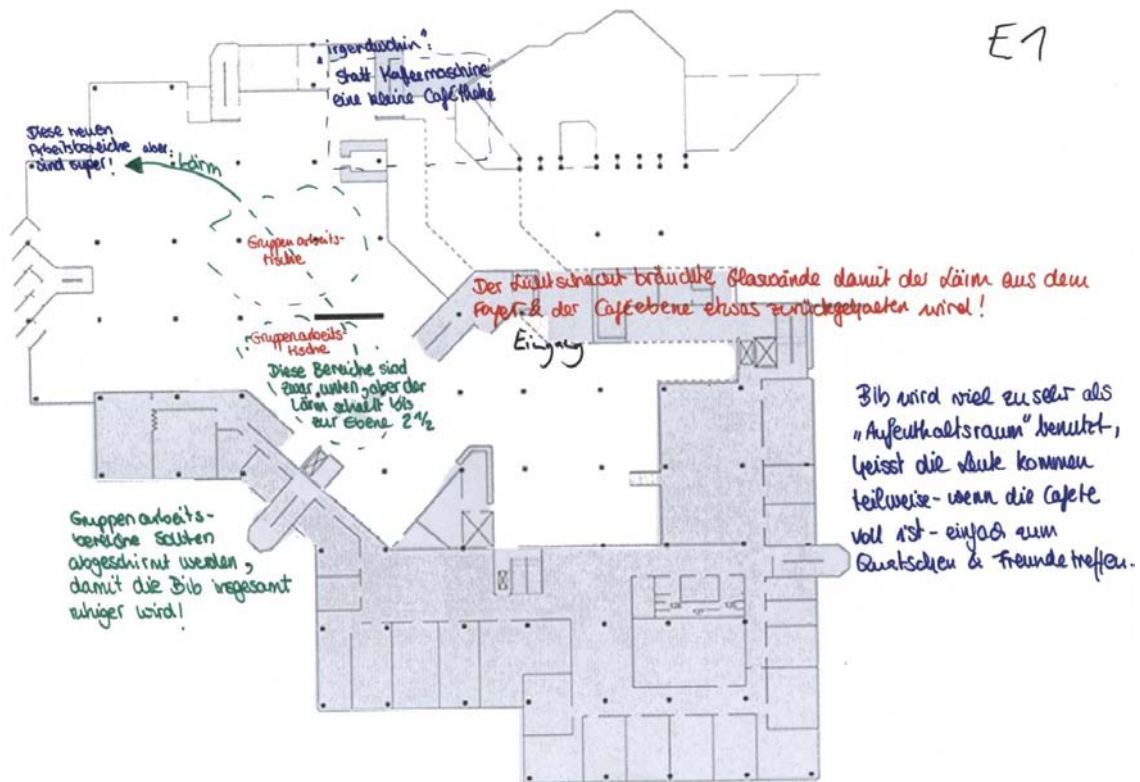 E1
"irgendwohin":
statt Kaffeemaschine
eine kleine Cafétheke
Diese neuen
Arbeitsbereiche aber
sind super!
Lärm
Gruppenarbeits-
tische
Der Lichtschacht bräuchte Glaswände damit der Lärm aus dem
Foyer & der Cafeebene etwas zurückgehalten wird!
Eingang
Gruppenarbeits-
tische
Diese Bereiche sind
zwar unten, aber der
Lärm schallt bis
zur Ebene 2 ½
Bib wird viel zu sehr als
„Aufenthaltsraum" benutzt,
heisst die Leute kommen
teilweise - wenn die Cafete
voll ist - einfach zum
Quatschen & Freunde treffen.
Gruppenarbeits-
bereiche sollten
abgeschirmt werden,
damit die Bib insgesamt
ruhiger wird!